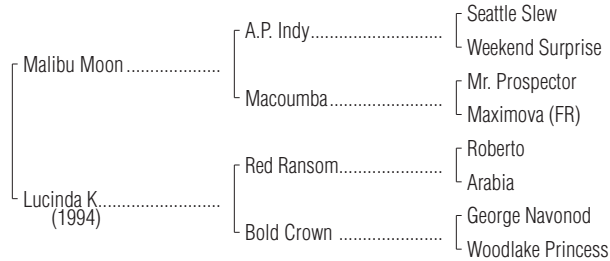 Seattle Slew
A.P. Indy
Weekend Surprise
Malibu Moon
Mr. Prospector
Macoumba
Maximova (FR)
Roberto
Red Ransom
Arabia
Lucinda K
(1994)
George Navonod
Bold Crown
Woodlake Princess